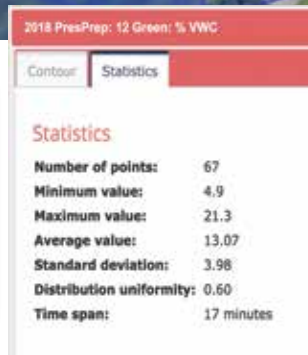 2018 PresPrep: 12 Green: % VWC
Contour Statistics
Statistics
Number of points: 67
Minimum value: 4.9
Maximum value: 21.3
Average value: 13.07
Standard deviation: 3.98
Distribution uniformity: 0.60
Time span: 17 minutes